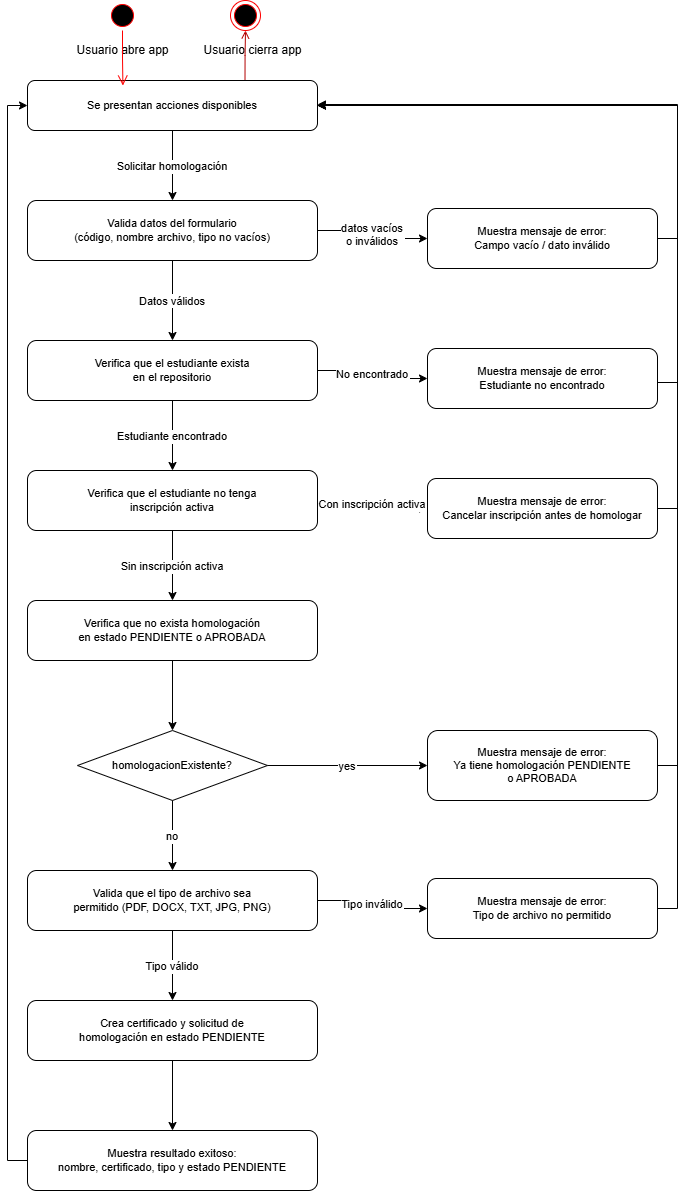 Usuario abre app
Usuario cierra app
Se presentan acciones disponibles
Solicitar homologación
Valida datos del formulario
(código, nombre archivo, tipo no vacíos)
datos vacíos
o inválidos
Muestra mensaje de error:
Campo vacío / dato inválido
Datos válidos
Verifica que el estudiante exista
en el repositorio
No encontrado
Muestra mensaje de error:
Estudiante no encontrado
Estudiante encontrado
Verifica que el estudiante no tenga
inscripción activa
Con inscripción activa
Muestra mensaje de error:
Cancelar inscripción antes de homologar
Sin inscripción activa
Verifica que no exista homologación
en estado PENDIENTE o APROBADA
homologacionExistente?
yes
Muestra mensaje de error:
Ya tiene homologación PENDIENTE
o APROBADA
no
Valida que el tipo de archivo sea
permitido (PDF, DOCX, TXT, JPG, PNG)
Tipo inválido
Muestra mensaje de error:
Tipo de archivo no permitido
Tipo válido
Crea certificado y solicitud de
homologación en estado PENDIENTE
Muestra resultado exitoso:
nombre, certificado, tipo y estado PENDIENTE